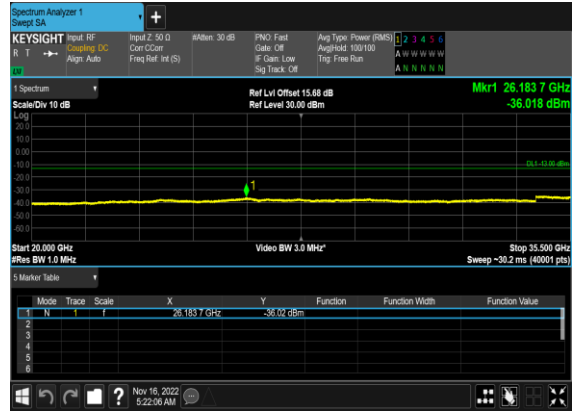 Spectrum Analyzer 1
Swept SA
+
KEYSIGHT Input: RF Input Z: 50 Ω #Atten: 30 dB PNO: Fast Avg Type: Power (RMS) 1 2 3 4 5 6
R T Coupling: DC Corr CCorr Gate: Off Avg|Hold: 100/100 A W W W W W
Align: Auto Freq Ref: Int (S) IF Gain: Low Trig: Free Run
Sig Track: Off A N N N N N
1 Spectrum Ref Lvl Offset 15.68 dB Mkr1 26.183 7 GHz
Scale/Div 10 dB Ref Level 30.00 dBm -36.018 dBm
Log
20.0
10.0
0.00
-10.0 DL1 -13.00 dBm
-20.0
-30.0 1
-40.0
-50.0
-60.0
Start 20.000 GHz Video BW 3.0 MHz* Stop 35.500 GHz
#Res BW 1.0 MHz Sweep ~30.2 ms (40001 pts)
5 Marker Table
Mode Trace Scale X Y Function Function Width Function Value
1 N 1 f 26.183 7 GHz -36.02 dBm
2
3
4
5
6
? Nov 16, 2022
5:22:06 AM